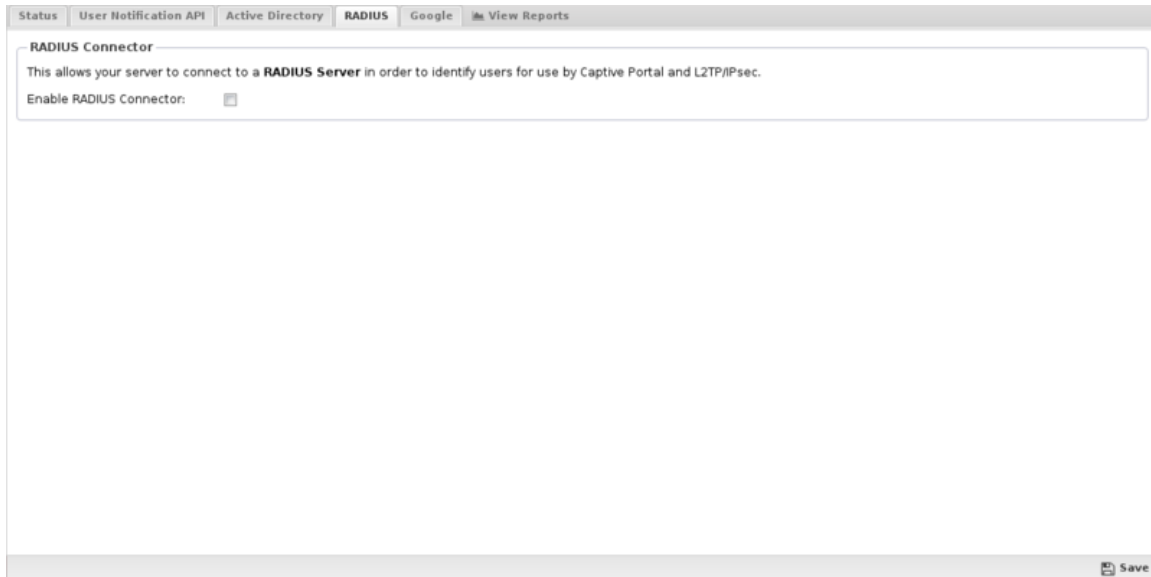 Status User Notification API Active Directory RADIUS Google View Reports
RADIUS Connector
This allows your server to connect to a RADIUS Server in order to identify users for use by Captive Portal and L2TP/IPsec.
Enable RADIUS Connector:
Save